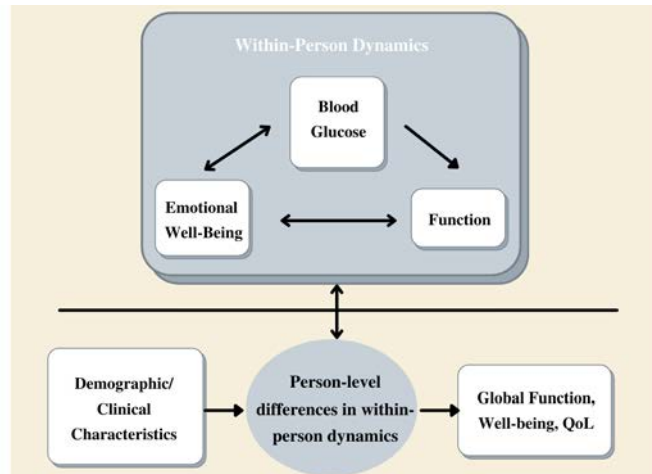 Within-Person Dynamics
Blood
Glucose
Emotional
Well-Being
Function
Demographic/
Clinical
Characteristics
Person-level
differences in within-
person dynamics
Global Function,
Well-being, QoL